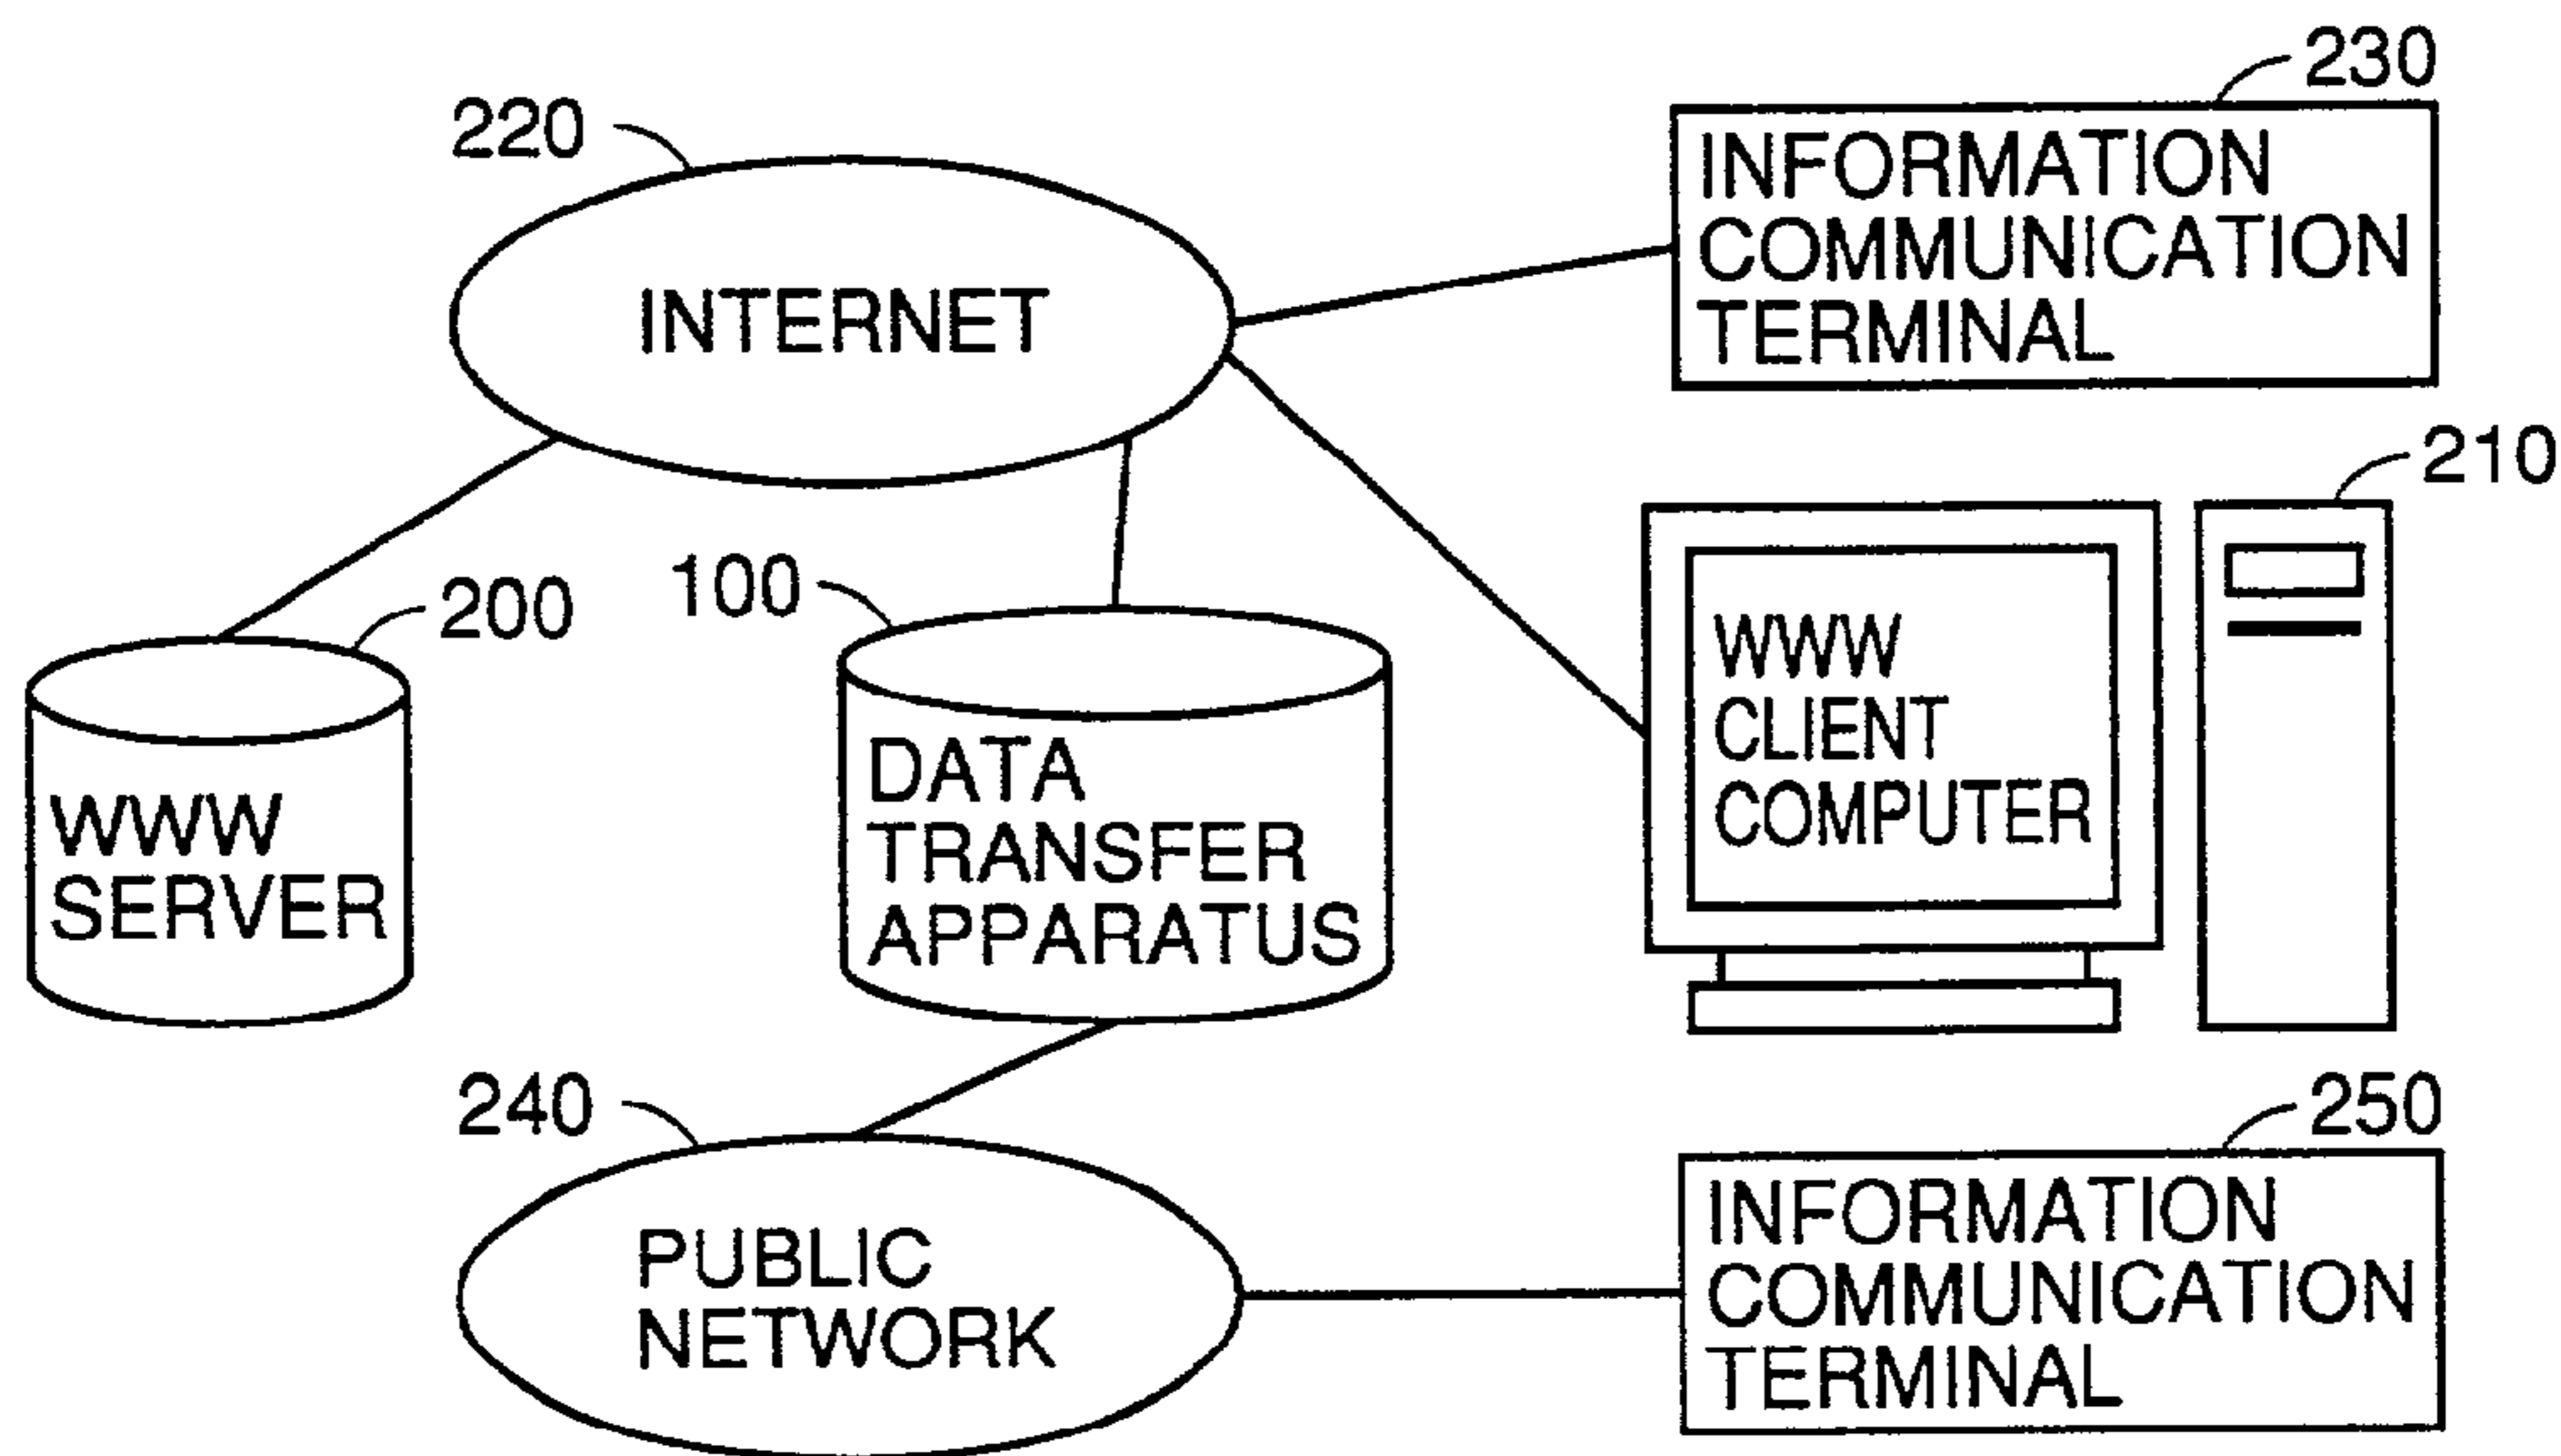 230
INFORMATION
COMMUNICATION
TERMINAL
220
INTERNET
210
WWW
CLIENT
COMPUTER
200
WWW
SERVER
100
DATA
TRANSFER
APPARATUS
240
PUBLIC
NETWORK
250
INFORMATION
COMMUNICATION
TERMINAL